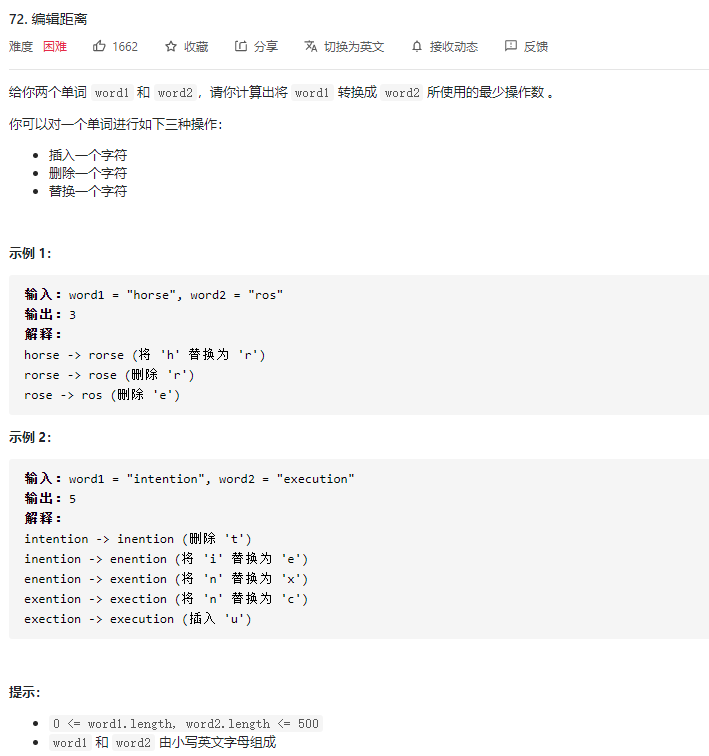 72. 编辑距离
难度 困难 1662 收藏 分享 切换为英文 接收动态 反馈
给你两个单词 word1 和 word2, 请你计算出将 word1 转换成 word2 所使用的最少操作数 。
你可以对一个单词进行如下三种操作:
• 插入一个字符
• 删除一个字符
• 替换一个字符
示例 1:
输入:word1 = "horse", word2 = "ros"
输出:3
解释:
horse -> rorse (将 'h' 替换为 'r')
rorse -> rose (删除 'r')
rose -> ros (删除 'e')
示例 2:
输入:word1 = "intention", word2 = "execution"
输出:5
解释:
intention -> inention (删除 't')
inention -> enention (将 'i' 替换为 'e')
enention -> exention (将 'n' 替换为 'x')
exention -> exection (将 'n' 替换为 'c')
exection -> execution (插入 'u')
提示:
• 0 <= word1.length, word2.length <= 500
• word1 和 word2 由小写英文字母组成